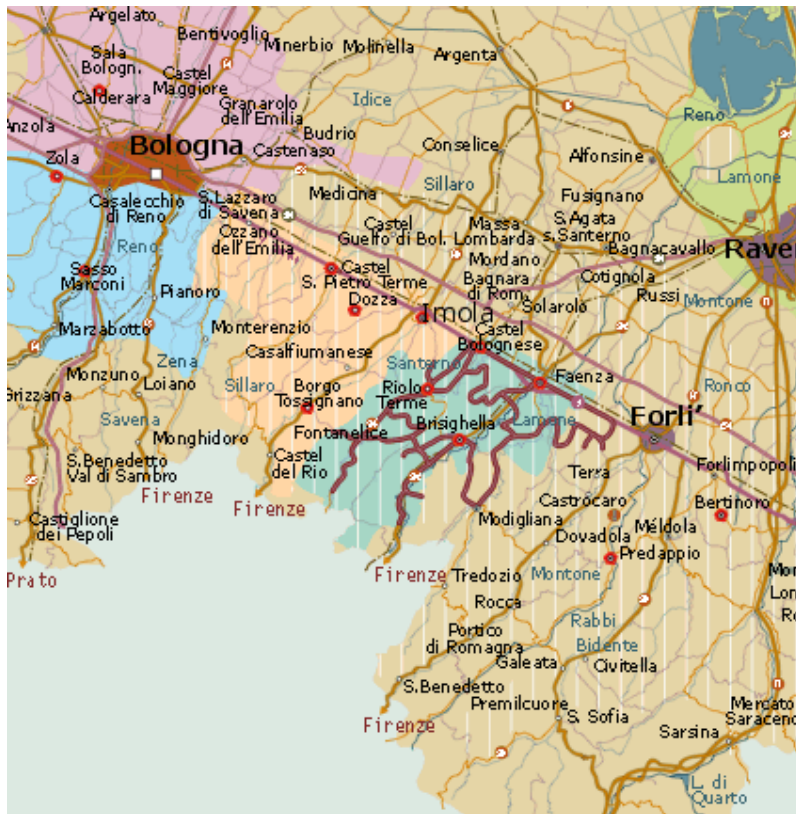 Argelato
Bentivoglio
Minerbio
Molinella
Argenta
Sala
Bologn.
Castel
Maggiore
Calderara
Granarolo
dell'Emilia
Idice
Reno
Anzola
Bologna
Budrio
Conselice
Castenaso
Alfonsine
Zola
Lamone
Sillaro
Medicina
Fusignano
Casalecchio
di Reno
S.Lazzaro
di Savena
Castel
Guelfo di Bol.
Massa
Lombarda
S.Agata
s.Santerno
Ozzano
dell'Emilia
Reno
Bagnacavallo
Raven
Mordano
Sasso
Marconi
Castel
S. Pietro Terme
Bagnara
di Rom.
Cotignola
Russi
Pianoro
Dozza
Imola
Solarolo
Montone
Marzabotto
Monterenzio
Castel
Bolognese
Zena
Casalfiumanese
Santerno
Monzuno
Loiano
Sillaro
Borgo
Tossignano
Riolo
Terme
Faenza
Ronco
Grizzana
Savena
Fontanelice
Brisighella
Lamone
Forli'
Monghidoro
S.Benedetto
Val di Sambro
Castel
del Rio
Terra
Forlimpopoli
Firenze
Firenze
Castrocaro
Bertinoro
Castiglione
dei Pepoli
Modigliana
Dovadola
Méldola
Predappio
Prato
Firenze
Tredozio
Montone
Rocca
Rabbi
Portico
di Romagna
Bidente
Galeata
Civitella
S.Benedetto
Premilcuore
S. Sofia
Mercato
Saraceno
Firenze
Sarsina
L. di
Quarto